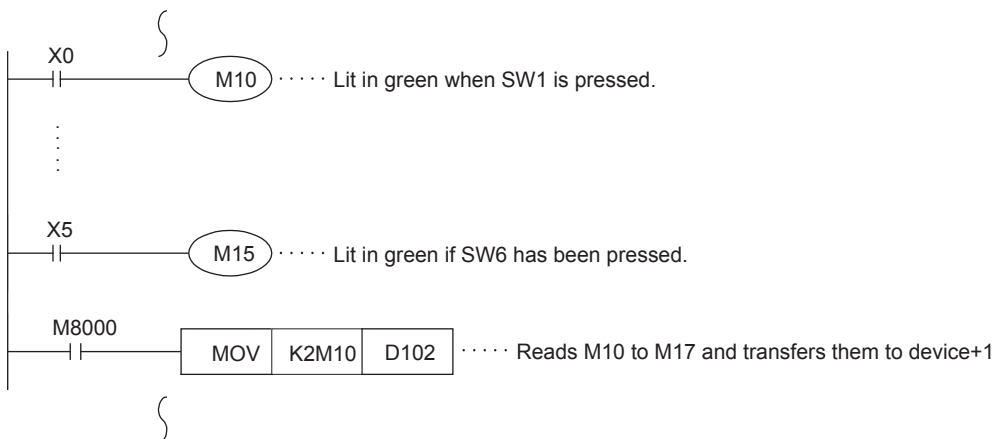 X0
M10 ····· Lit in green when SW1 is pressed.
X5
M15 ····· Lit in green if SW6 has been pressed.
M8000
MOV K2M10 D102 ····· Reads M10 to M17 and transfers them to device+1